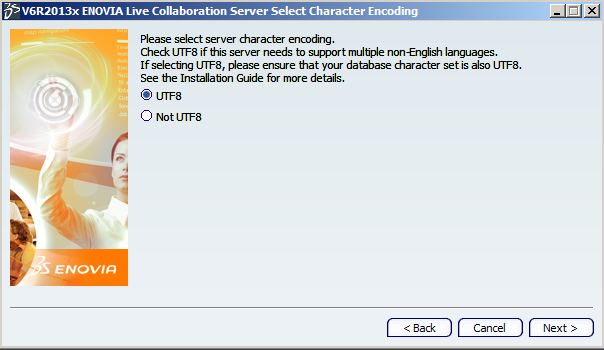 V6R2013x ENOVIA Live Collaboration Server Select Character Encoding
Please select server character encoding.
Check UTF8 if this server needs to support multiple non-English languages.
If selecting UTF8, please ensure that your database character set is also UTF8.
See the Installation Guide for more details.
UTF8
Not UTF8
ENOVIA
< Back
Cancel
Next >